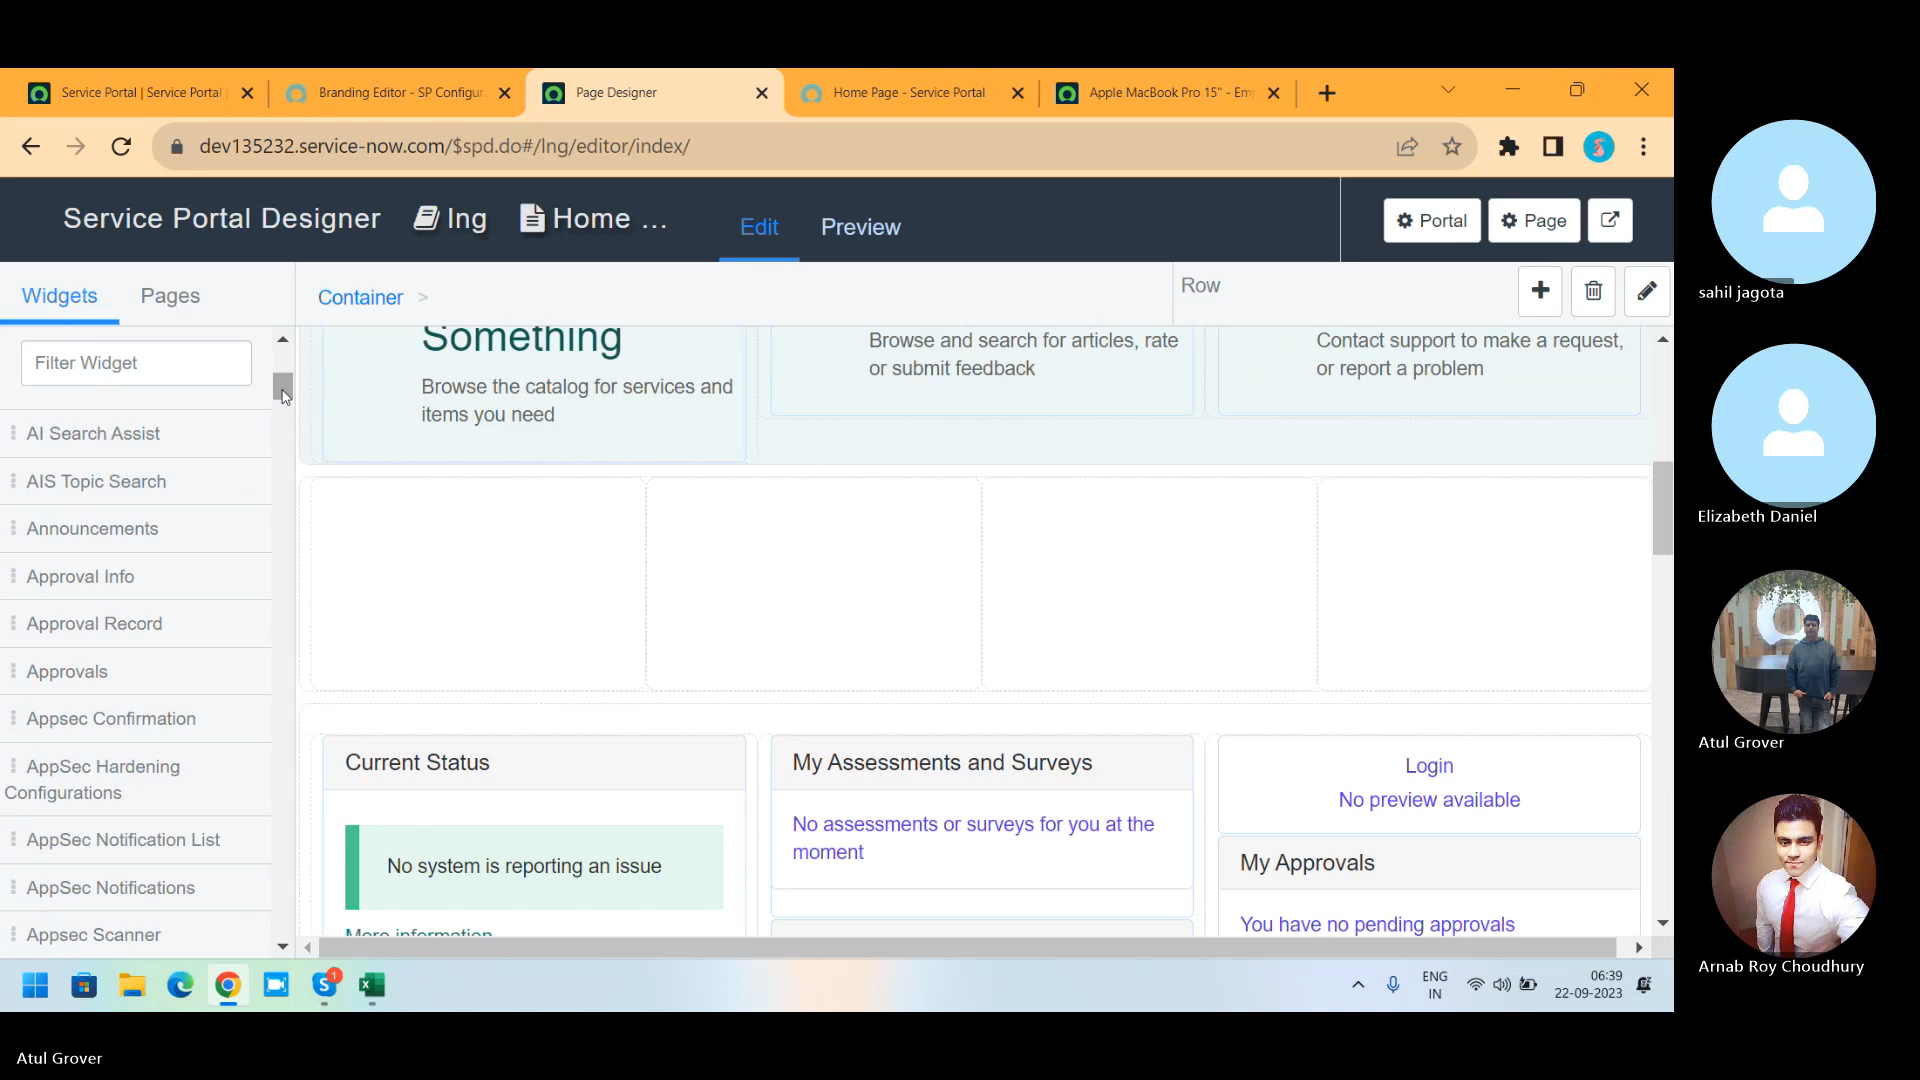 Service Portal | Service Portal
Branding Editor - SP Configur
Page Designer
Home Page - Service Portal
Apple MacBook Pro 15" - Em
dev135232.service-now.com/$spd.do#/lng/editor/index/
Service Portal Designer
lng
Home ...
Edit
Preview
Portal
Page
Widgets
Pages
Container >
Row
Filter Widget
AI Search Assist
AIS Topic Search
Announcements
Approval Info
Approval Record
Approvals
Appsec Confirmation
AppSec Hardening
Configurations
AppSec Notification List
AppSec Notifications
Appsec Scanner
Something
Browse the catalog for services and
items you need
Browse and search for articles, rate
or submit feedback
Contact support to make a request,
or report a problem
Current Status
No system is reporting an issue
More information
My Assessments and Surveys
No assessments or surveys for you at the
moment
Login
No preview available
My Approvals
You have no pending approvals
1
ENG
IN
06:39
22-09-2023
sahil jagota
Elizabeth Daniel
Atul Grover
Arnab Roy Choudhury
Atul Grover